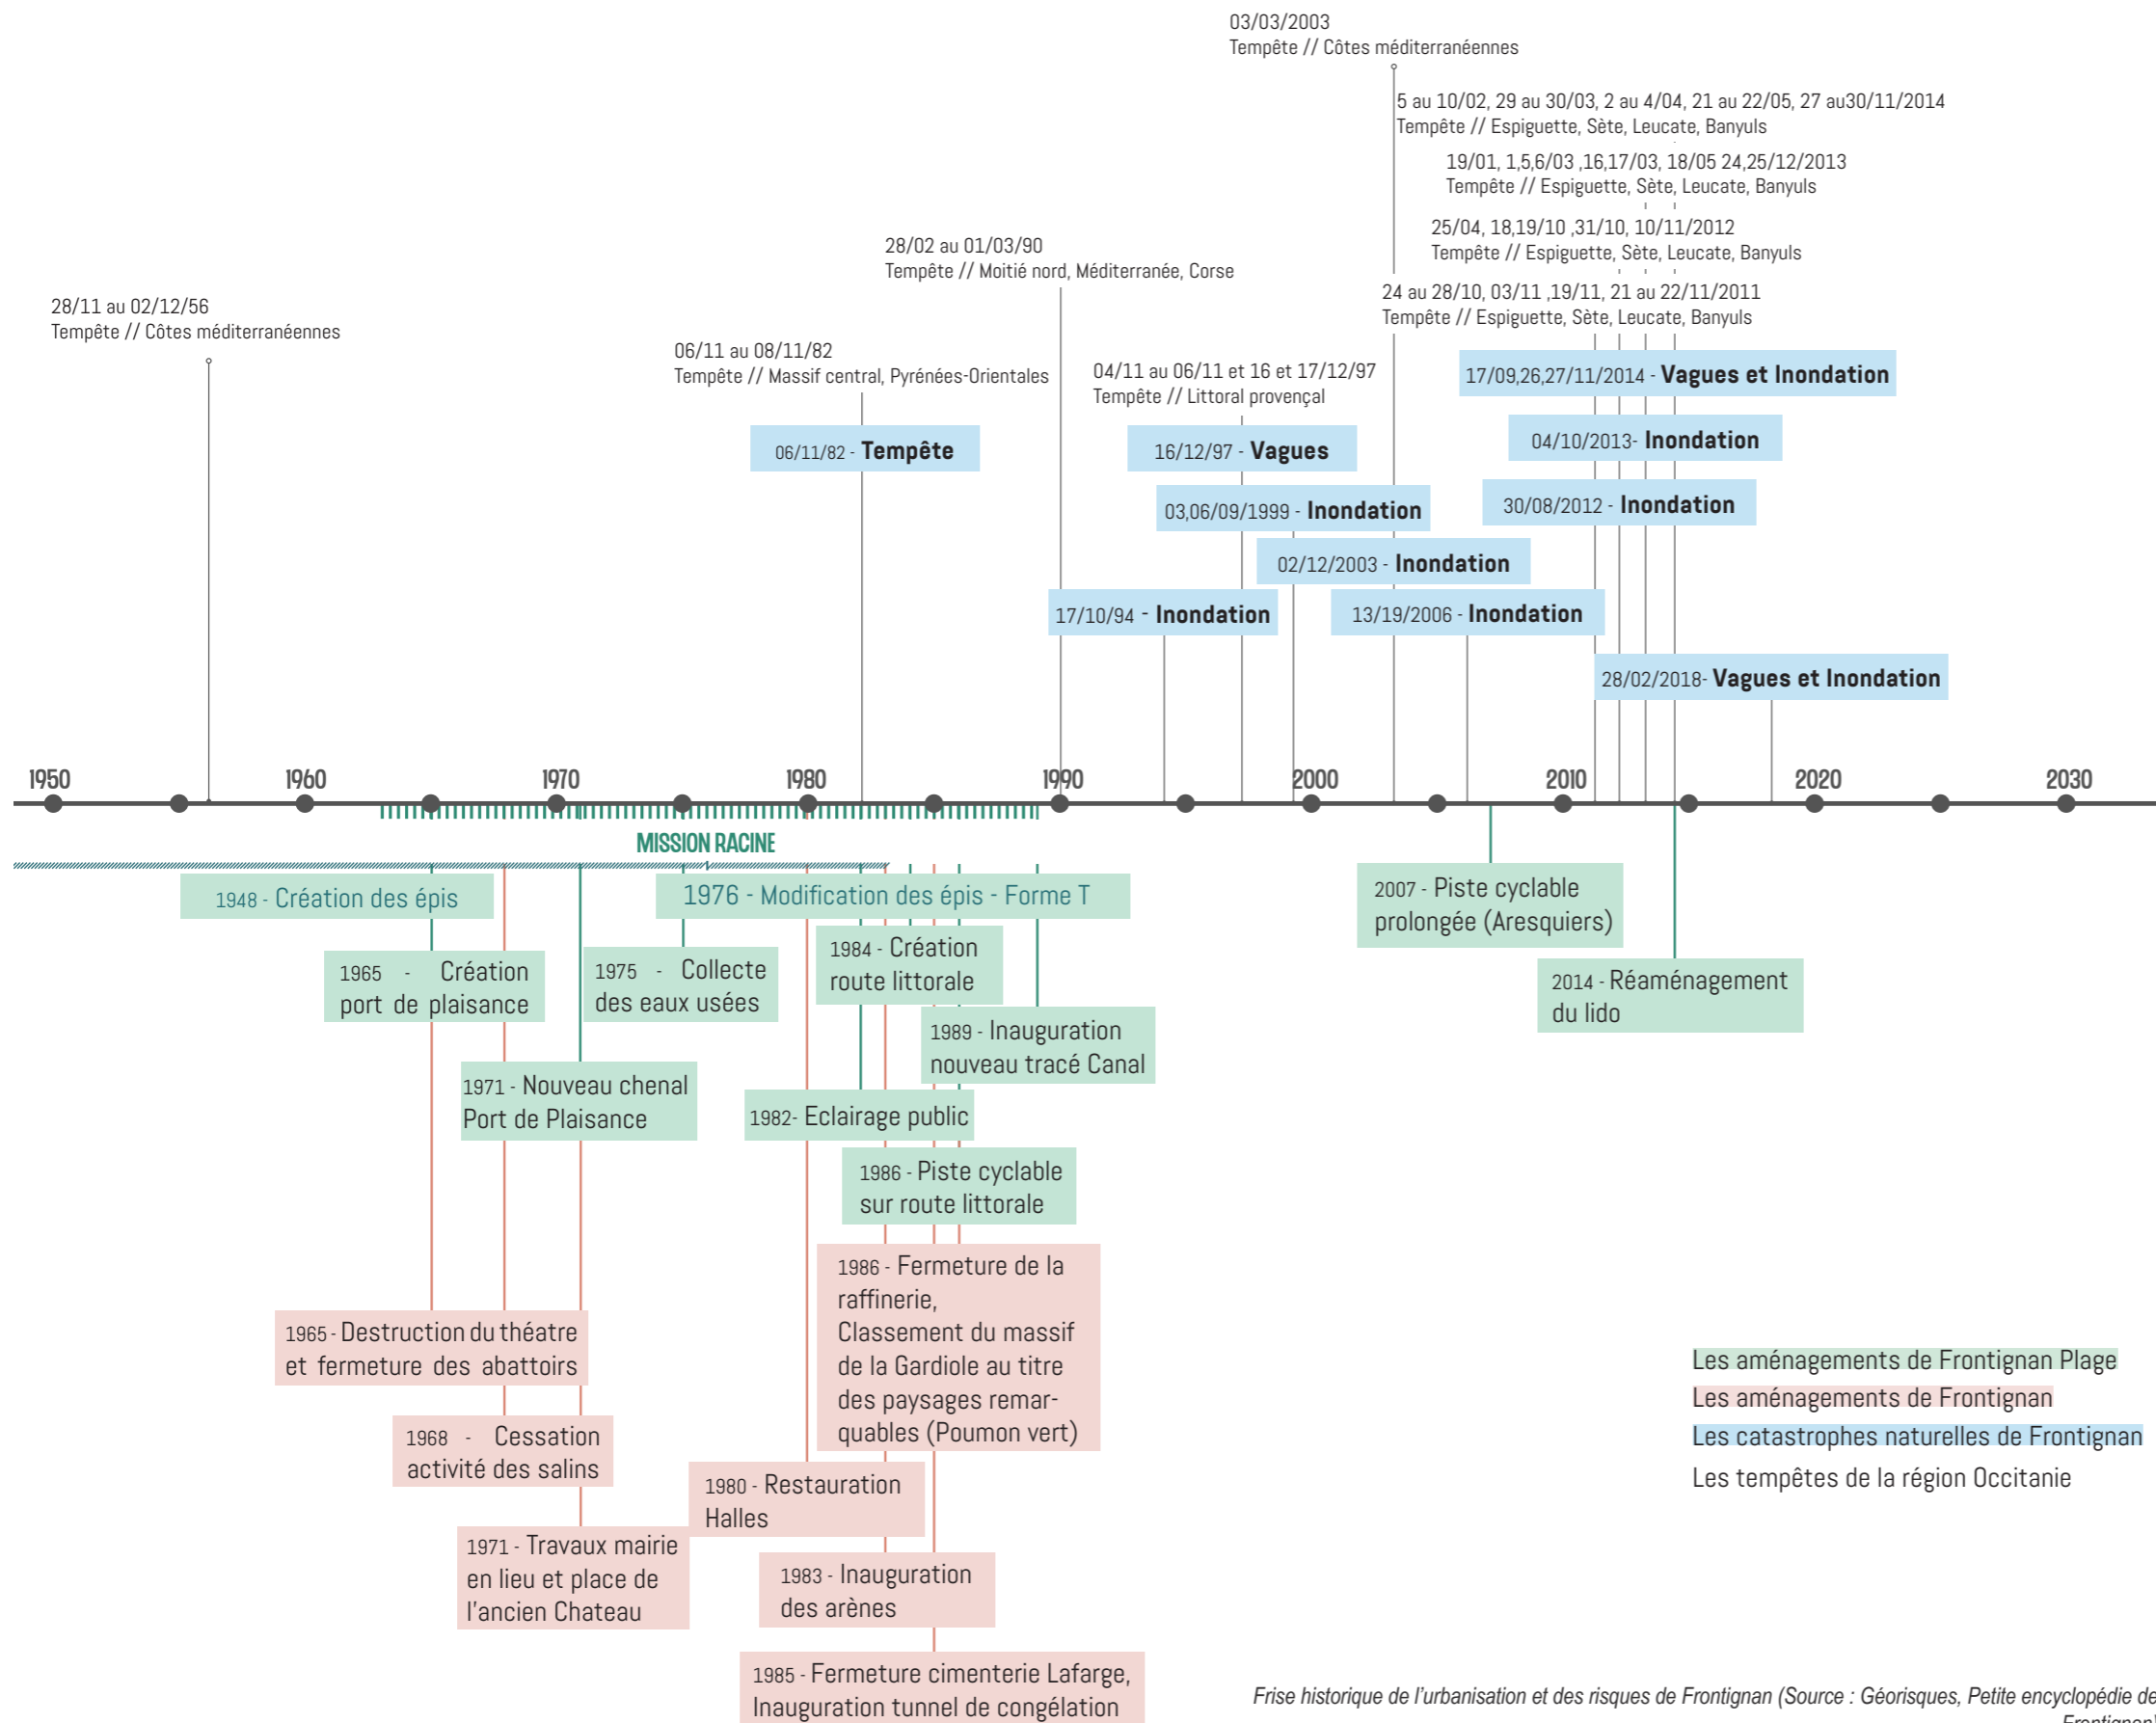 03/03/2003
Tempête // Côtes méditerranéennes
5 au 10/02, 29 au 30/03, 2 au 4/04, 21 au 22/05, 27 au30/11/2014
Tempête // Espiguette, Sète, Leucate, Banyuls
19/01, 1,5,6/03 ,16,17/03, 18/05 24,25/12/2013
Tempête // Espiguette, Sète, Leucate, Banyuls
25/04, 18,19/10 ,31/10, 10/11/2012
Tempête // Espiguette, Sète, Leucate, Banyuls
28/02 au 01/03/90
Tempête // Moitié nord, Méditerranée, Corse
24 au 28/10, 03/11 ,19/11, 21 au 22/11/2011
Tempête // Espiguette, Sète, Leucate, Banyuls
28/11 au 02/12/56
Tempête // Côtes méditerranéennes
06/11 au 08/11/82
Tempête // Massif central, Pyrénées-Orientales
04/11 au 06/11 et 16 et 17/12/97
Tempête // Littoral provençal
17/09,26,27/11/2014 - Vagues et Inondation
06/11/82 - Tempête
16/12/97 - Vagues
04/10/2013- Inondation
03,06/09/1999 - Inondation
30/08/2012 - Inondation
02/12/2003 - Inondation
17/10/94 - Inondation
13/19/2006 - Inondation
28/02/2018- Vagues et Inondation
1950 1960 1970 1980 1990 2000 2010 2020 2030
MISSION RACINE
1948 - Création des épis
1976 - Modification des épis - Forme T
2007 - Piste cyclable
prolongée (Aresquiers)
1965 - Création
port de plaisance
1975 - Collecte
des eaux usées
1984 - Création
route littorale
2014 - Réaménagement
du lido
1989 - Inauguration
nouveau tracé Canal
1971 - Nouveau chenal
Port de Plaisance
1982- Eclairage public
1986 - Piste cyclable
sur route littorale
1986 - Fermeture de la
raffinerie,
Classement du massif
de la Gardiole au titre
des paysages remar-
quables (Poumon vert)
1965 - Destruction du théatre
et fermeture des abattoirs
1968 - Cessation
activité des salins
1980 - Restauration
Halles
1971 - Travaux mairie
en lieu et place de
l'ancien Chateau
1983 - Inauguration
des arènes
1985 - Fermeture cimenterie Lafarge,
Inauguration tunnel de congélation
Les aménagements de Frontignan Plage
Les aménagements de Frontignan
Les catastrophes naturelles de Frontignan
Les tempêtes de la région Occitanie
Frise historique de l'urbanisation et des risques de Frontignan (Source : Géorisques, Petite encyclopédie de
Frontignan)